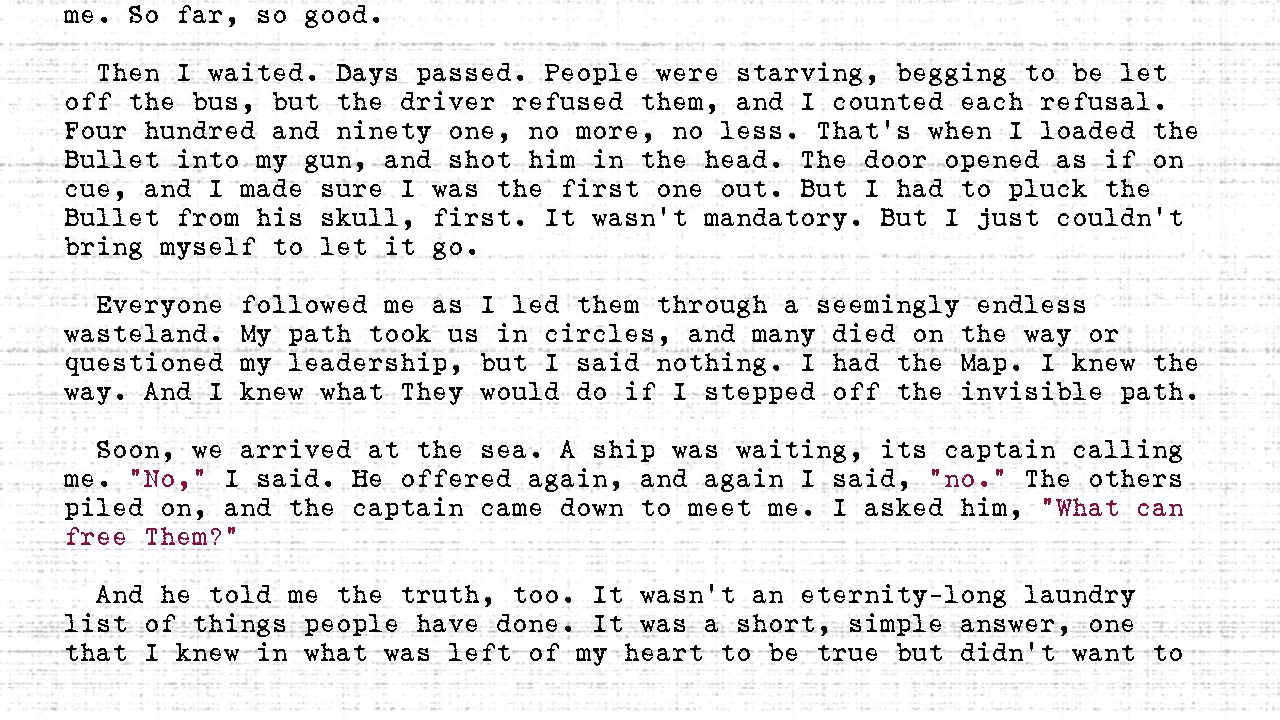 me. So far, so good.
Then I waited. Days passed. People were starving, begging to be let
off the bus, but the driver refused them, and I counted each refusal.
Four hundred and ninety one, no more, no less. That's when I loaded the
Bullet into my gun, and shot him in the head. The door opened as if on
cue, and I made sure I was the first one out. But I had to pluck the
Bullet from his skull, first. It wasn't mandatory. But I just couldn't
bring myself to let it go.
Everyone followed me as I led them through a seemingly endless
wasteland. My path took us in circles, and many died on the way or
questioned my leadership, but I said nothing. I had the Map. I knew the
way. And I knew what They would do if I stepped off the invisible path.
Soon, we arrived at the sea. A ship was waiting, its captain calling
me. "No," I said. He offered again, and again I said, "no." The others
piled on, and the captain came down to meet me. I asked him, "What can
free Them?"
And he told me the truth, too. It wasn't an eternity-long laundry
list of things people have done. It was a short, simple answer, one
that I knew in what was left of my heart to be true but didn't want to